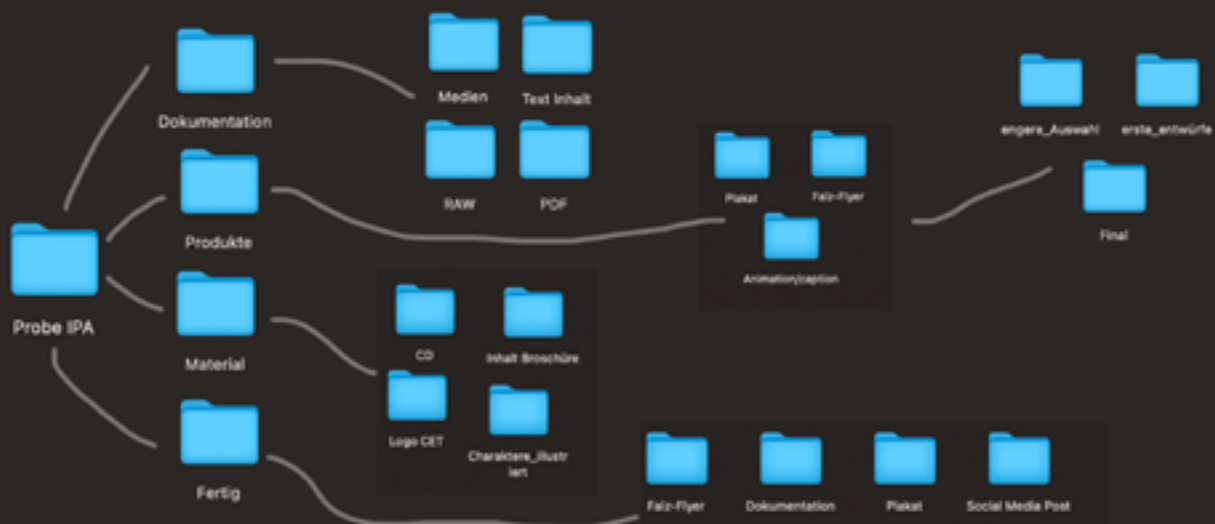 Probe IPA
Dokumentation
Produkte
Material
Fertig
Medien
Text Inhalt
RAW
PDF
Plakat
Falz-Flyer
Animation/caption
engere_Auswahl
erste_entwürfe
Final
CD
Inhalt Broschüre
Logo CET
Charaktere_illustr
iert
Falz-Flyer
Dokumentation
Plakat
Social Media Post